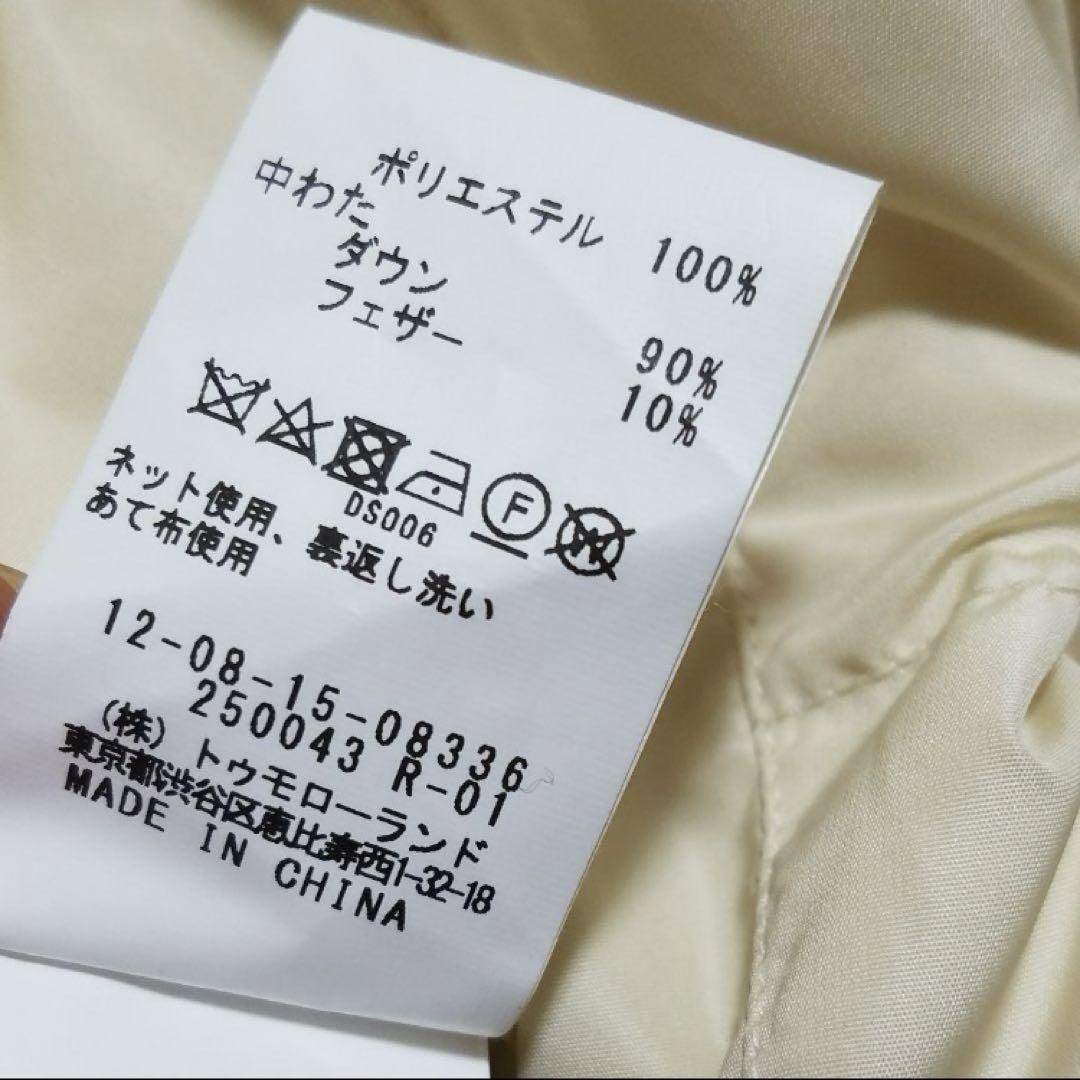 ポリエステル 100%
中わた
ダウン 90%
フェザー 10%
F
DS006
ネット使用、裏返し洗い
あて布使用
12-08-15-08336
250043 R-01
(株)トゥモローランド
東京都渋谷区恵比寿西1-32-18
MADE IN CHINA